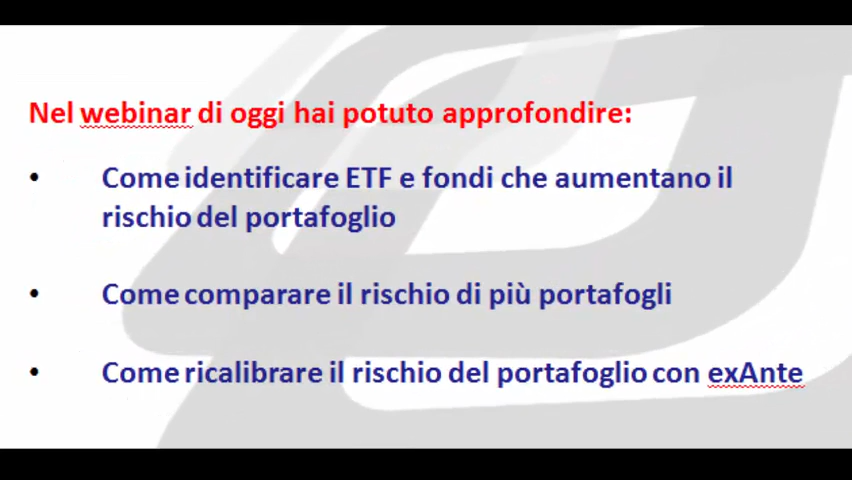 Nel webinar di oggi hai potuto approfondire:
• Come identificare ETF e fondi che aumentano il
rischio del portafoglio
• Come comparare il rischio di più portafogli
• Come ricalibrare il rischio del portafoglio con exAnte